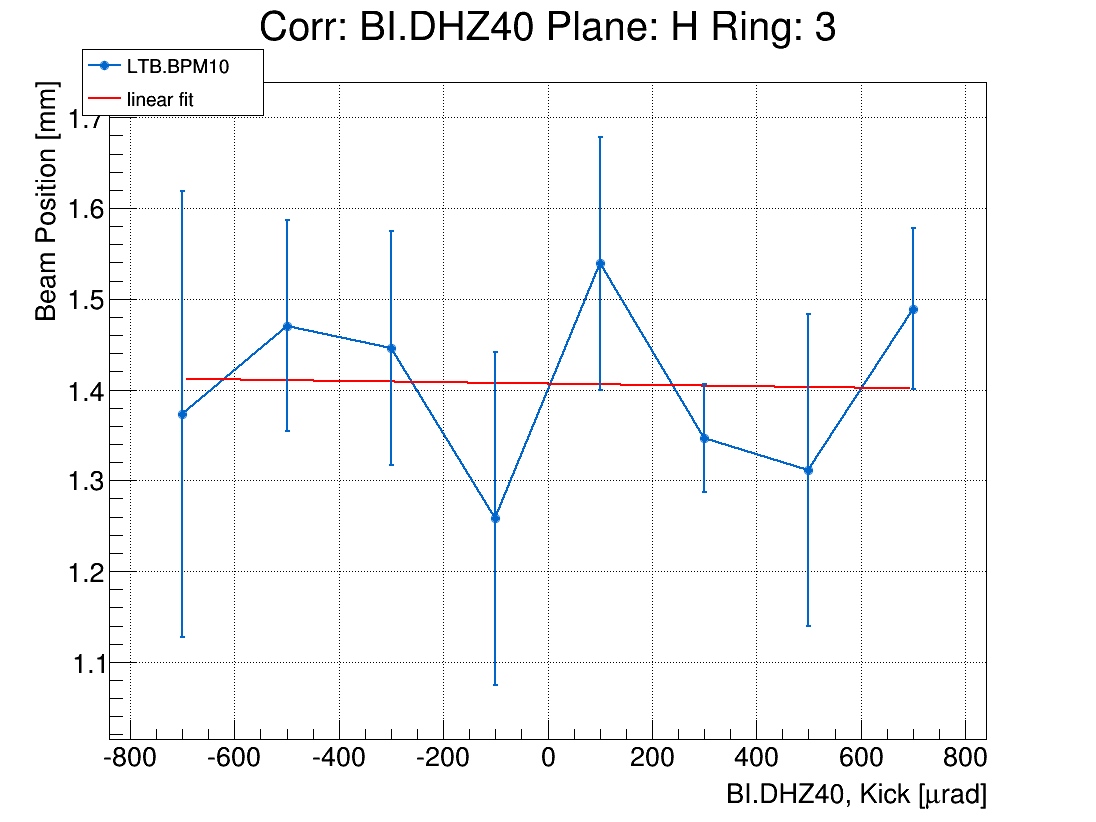 Corr: BI.DHZ40 Plane: H Ring: 3
LTB.BPM10
linear fit
Beam Position [mm]
1.7
1.6
1.5
1.4
1.3
1.2
1.1
-800 -600 -400 -200 0 200 400 600 800
BI.DHZ40, Kick [μrad]